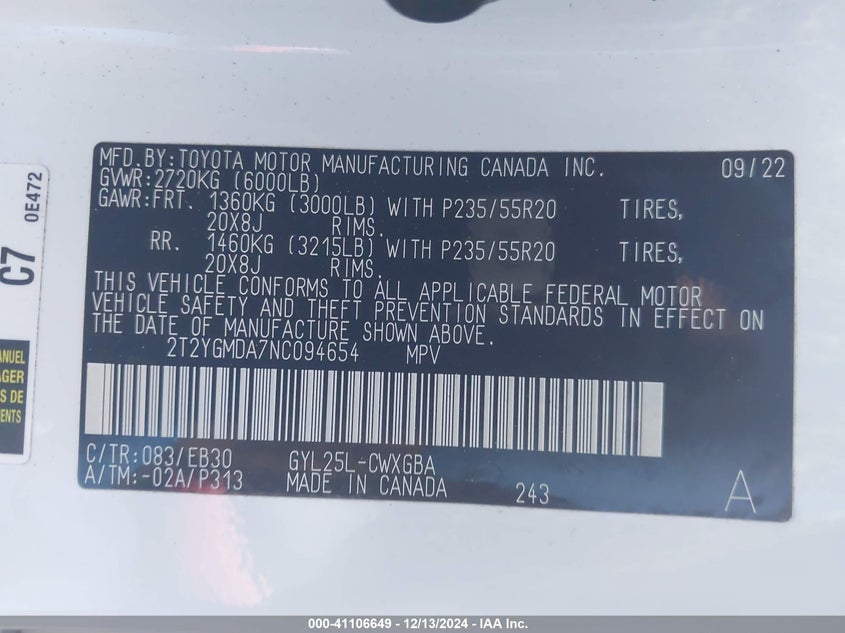 MFD.BY:TOYOTA MOTOR MANUFACTURING CANADA INC. 09/22
GVWR:2720KG (6000LB)
GAWR:FRT. 1360KG (3000LB) WITH P235/55R20 TIRES,
20X8J RIMS.
RR. 1460KG (3215LB) WITH P235/55R20 TIRES,
20X8J RIMS.
THIS VEHICLE CONFORMS TO ALL APPLICABLE FEDERAL MOTOR
VEHICLE SAFETY AND THEFT PREVENTION STANDARDS IN EFFECT ON
THE DATE OF MANUFACTURE SHOWN ABOVE.
2T2YGMDA7NC094654 MPV
C/TR:083/EB30 GYL25L-CWXGBA
A/TM:-02A/P313 MADE IN CANADA 243 A
C7 0E472
000-41106649 - 12/13/2024 - IAA Inc.